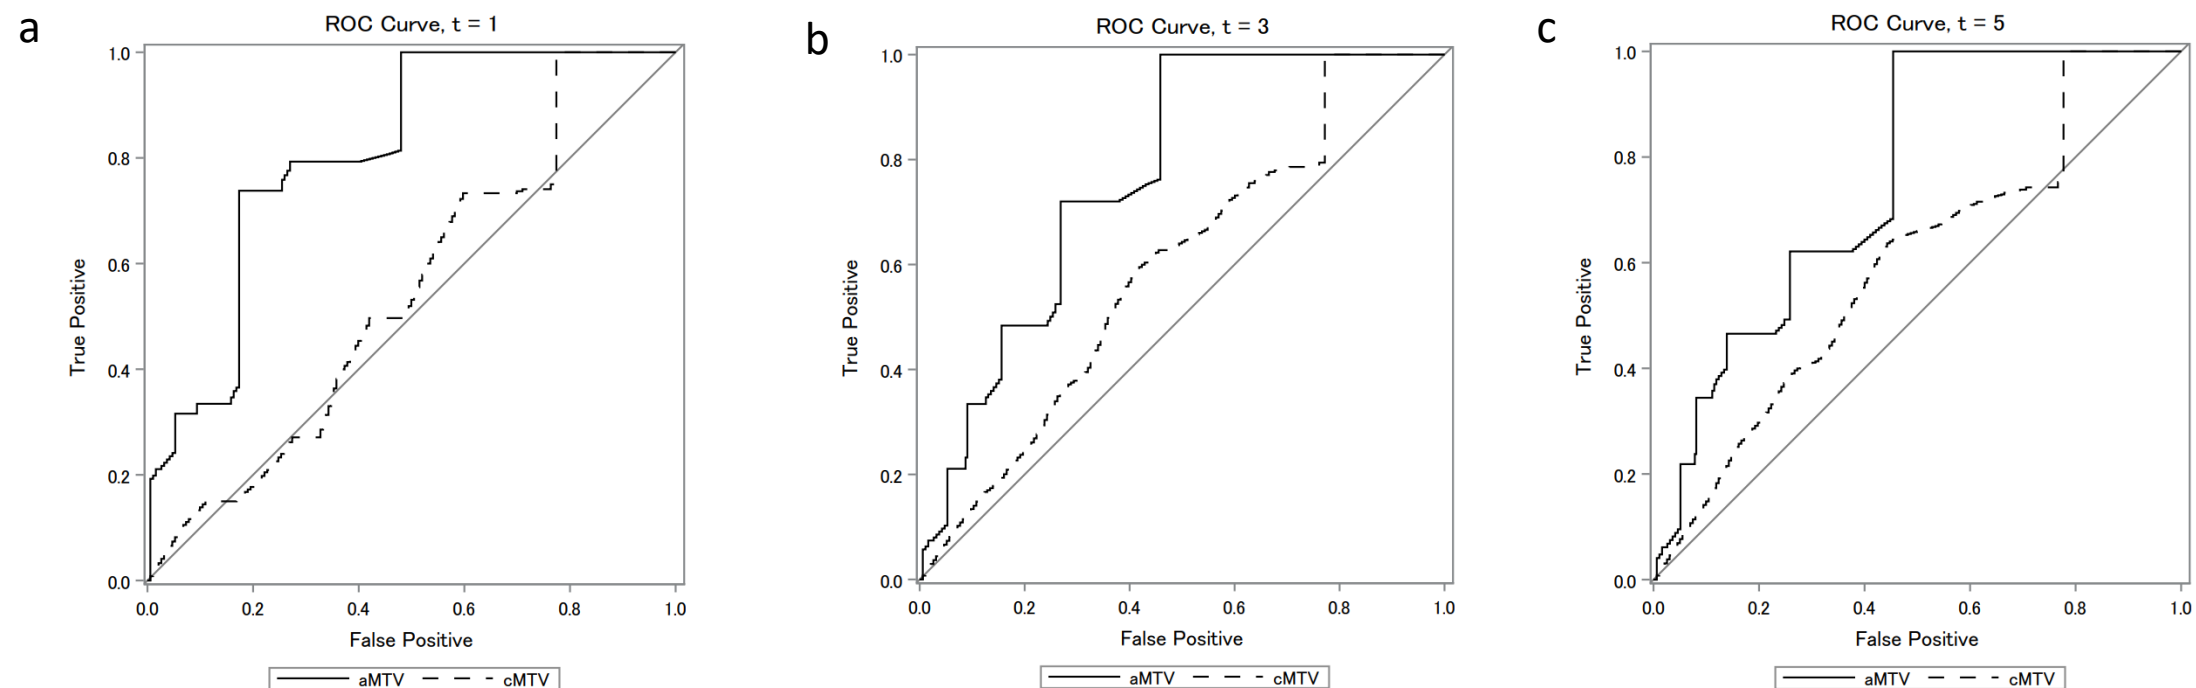 a
ROC Curve, t = 1
True Positive
1.0
0.8
0.6
0.4
0.2
0.0
0.0 0.2 0.4 0.6 0.8 1.0
False Positive
aMTV cMTV
b
ROC Curve, t = 3
True Positive
1.0
0.8
0.6
0.4
0.2
0.0
0.0 0.2 0.4 0.6 0.8 1.0
False Positive
aMTV cMTV
c
ROC Curve, t = 5
True Positive
1.0
0.8
0.6
0.4
0.2
0.0
0.0 0.2 0.4 0.6 0.8 1.0
False Positive
aMTV cMTV